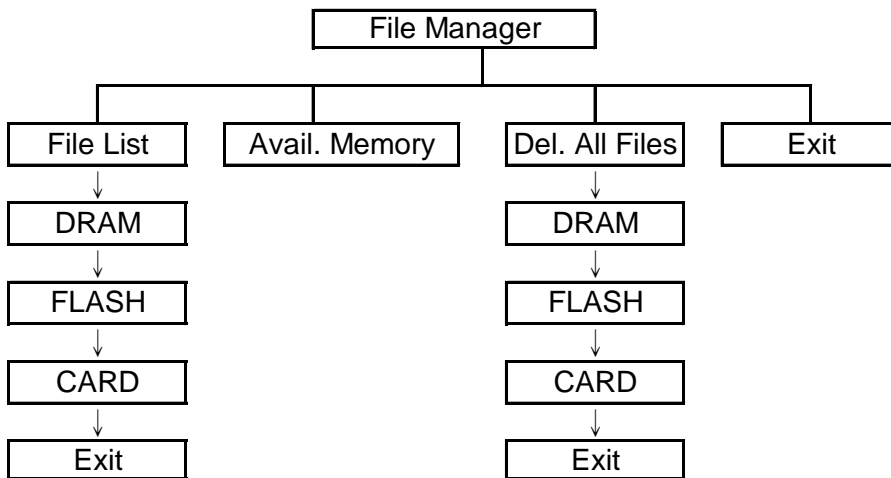 File Manager
File List
Avail. Memory
Del. All Files
Exit
DRAM
DRAM
FLASH
FLASH
CARD
CARD
Exit
Exit